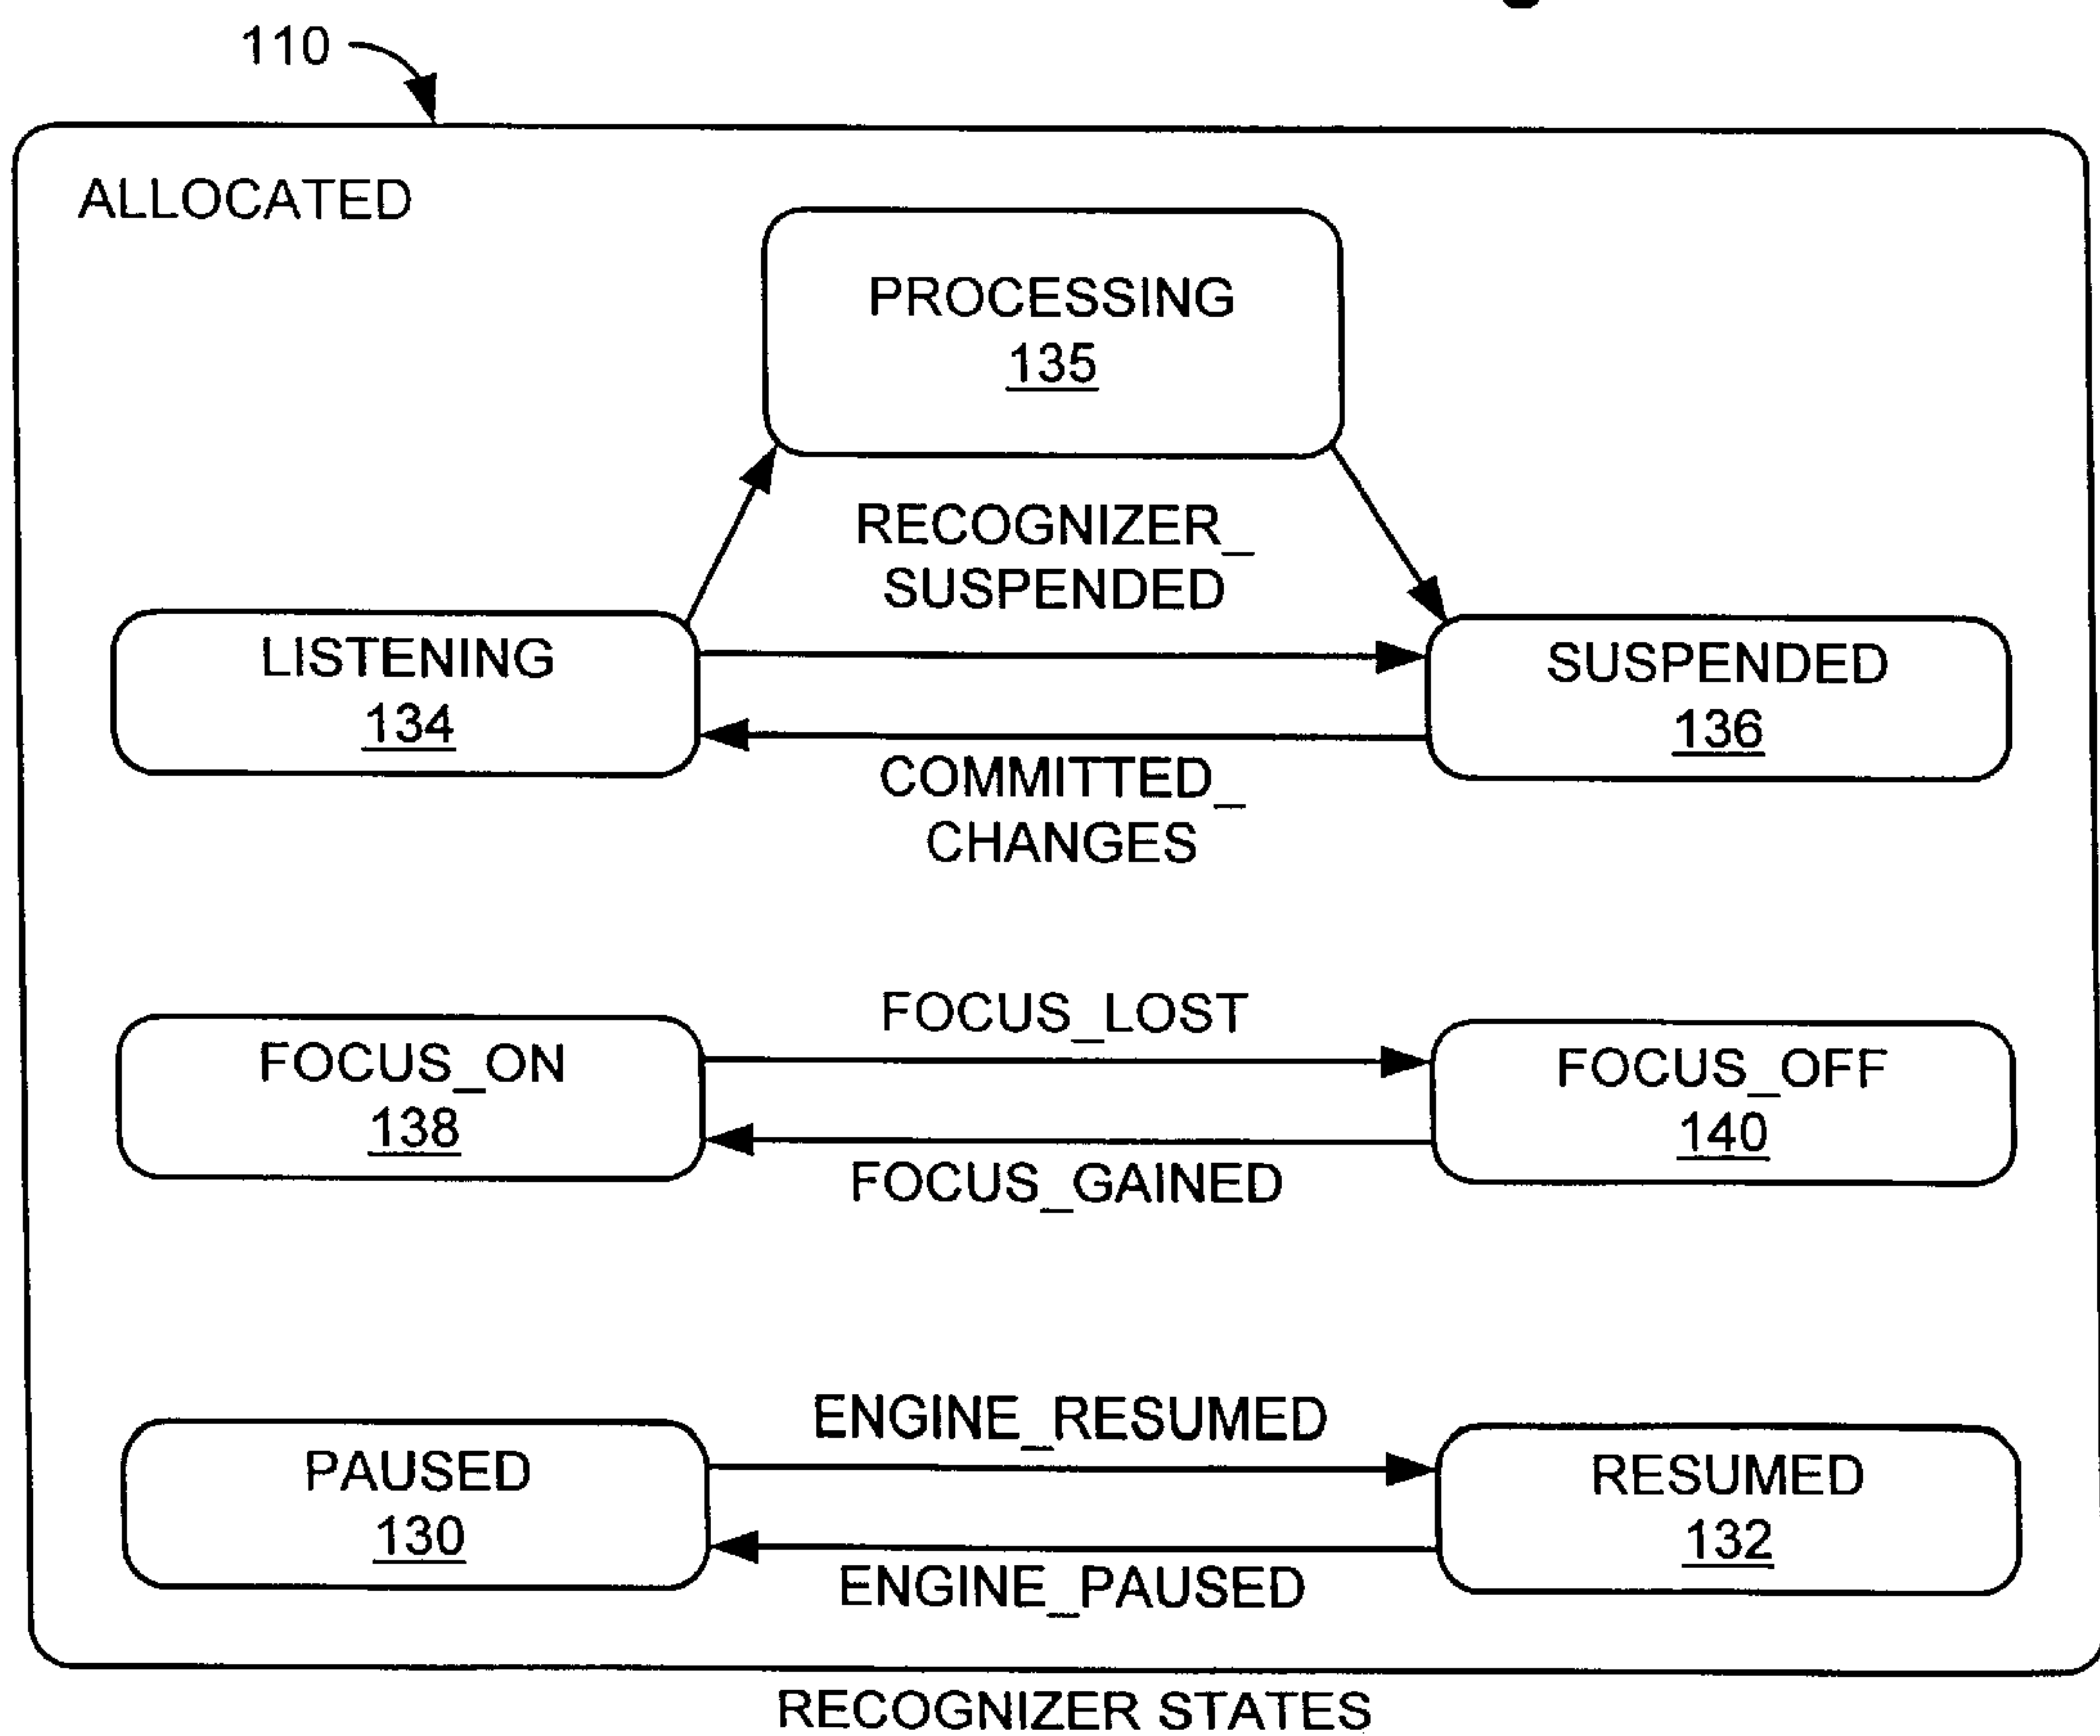 110
ALLOCATED
PROCESSING
135
RECOGNIZER_
SUSPENDED
LISTENING
134
SUSPENDED
136
COMMITTED_
CHANGES
FOCUS_LOST
FOCUS_ON
138
FOCUS_OFF
140
FOCUS_GAINED
ENGINE_RESUMED
PAUSED
130
RESUMED
132
ENGINE_PAUSED
RECOGNIZER STATES